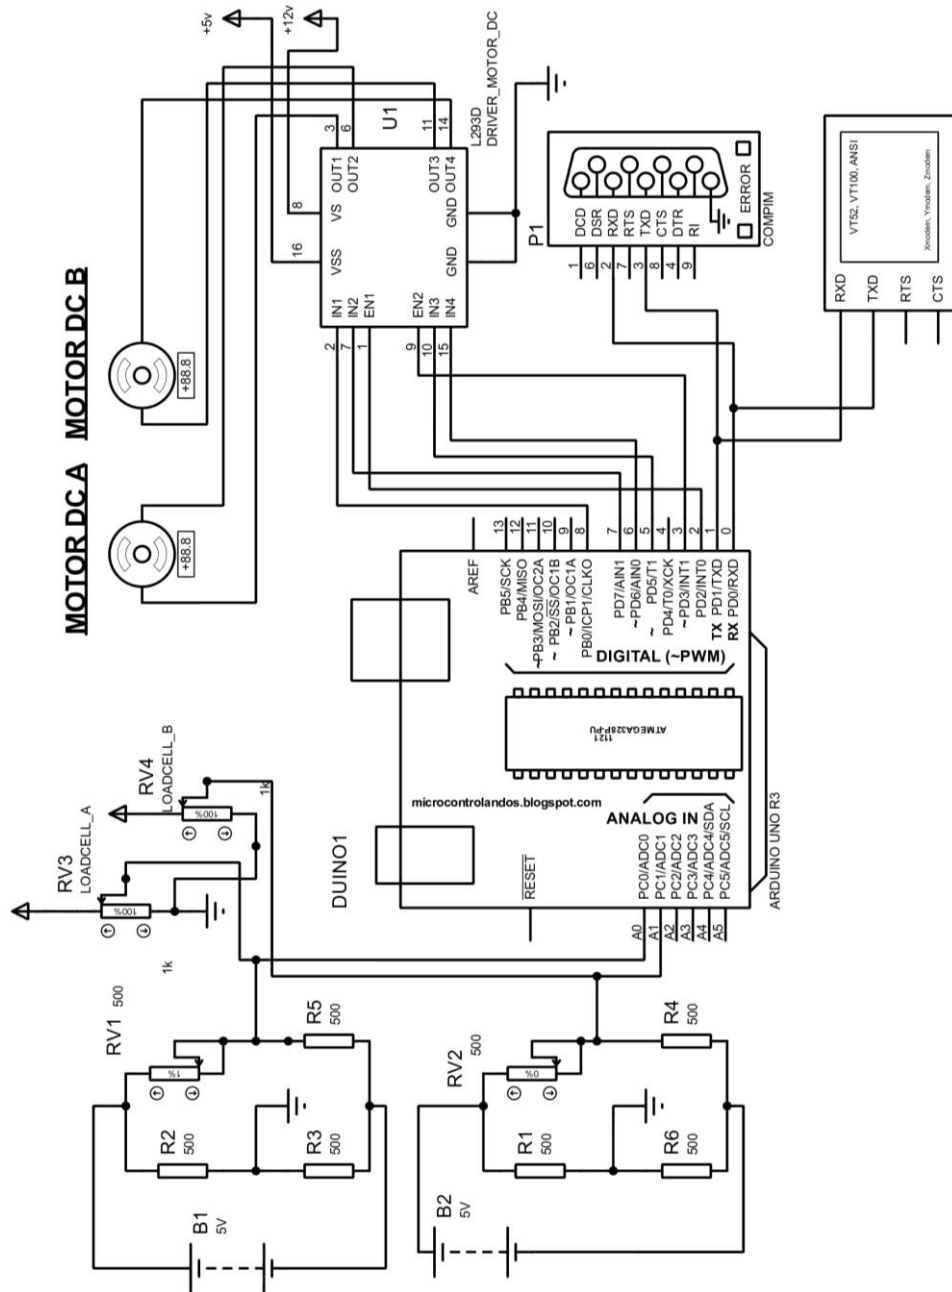 MOTOR DC A
MOTOR DC B
+88.8
+88.8
+5v
+12v
U1
L293D
DRIVER_MOTOR_DC
3
6
11
14
8
16
OUT1
OUT2
OUT3
OUT4
VS
VSS
GND
GND
IN1
IN2
EN1
EN2
IN3
IN4
2
7
1
9
10
15
P1
DCD
DSR
RXD
RTS
TXD
CTS
DTR
RI
1
6
2
7
3
8
4
9
ERROR
COMPIM
VT52, VT100, ANSI
Xmodem, Ymodem, Zmodem
RXD
TXD
RTS
CTS
RV3
LOADCELL_A
100%
1k
RV4
LOADCELL_B
100%
1k
DUINO1
microcontrolandos.blogspot.com
RESET
AREF
PB5/SCK
PB4/MISO
~PB3/MOSI/OC2A
~ PB2/SS/OC1B
~ PB1/OC1A
PB0/ICP1/CLKO
13
12
11
10
9
8
PD7/AIN1
~PD6/AIN0
~ PD5/T1
PD4/T0/XCK
~PD3/INT1
PD2/INT0
TX PD1/TXD
RX PD0/RXD
7
6
5
4
3
2
1
0
DIGITAL (~PWM)
ATMEGA328P-PU
1121
ANALOG IN
PC0/ADC0
PC1/ADC1
PC2/ADC2
PC3/ADC3
PC4/ADC4/SDA
PC5/ADC5/SCL
A0
A1
A2
A3
A4
A5
ARDUINO UNO R3
RV1
500
1%
R2
500
R3
500
R5
500
B1
5V
RV2
500
0%
R1
500
R6
500
R4
500
B2
5V